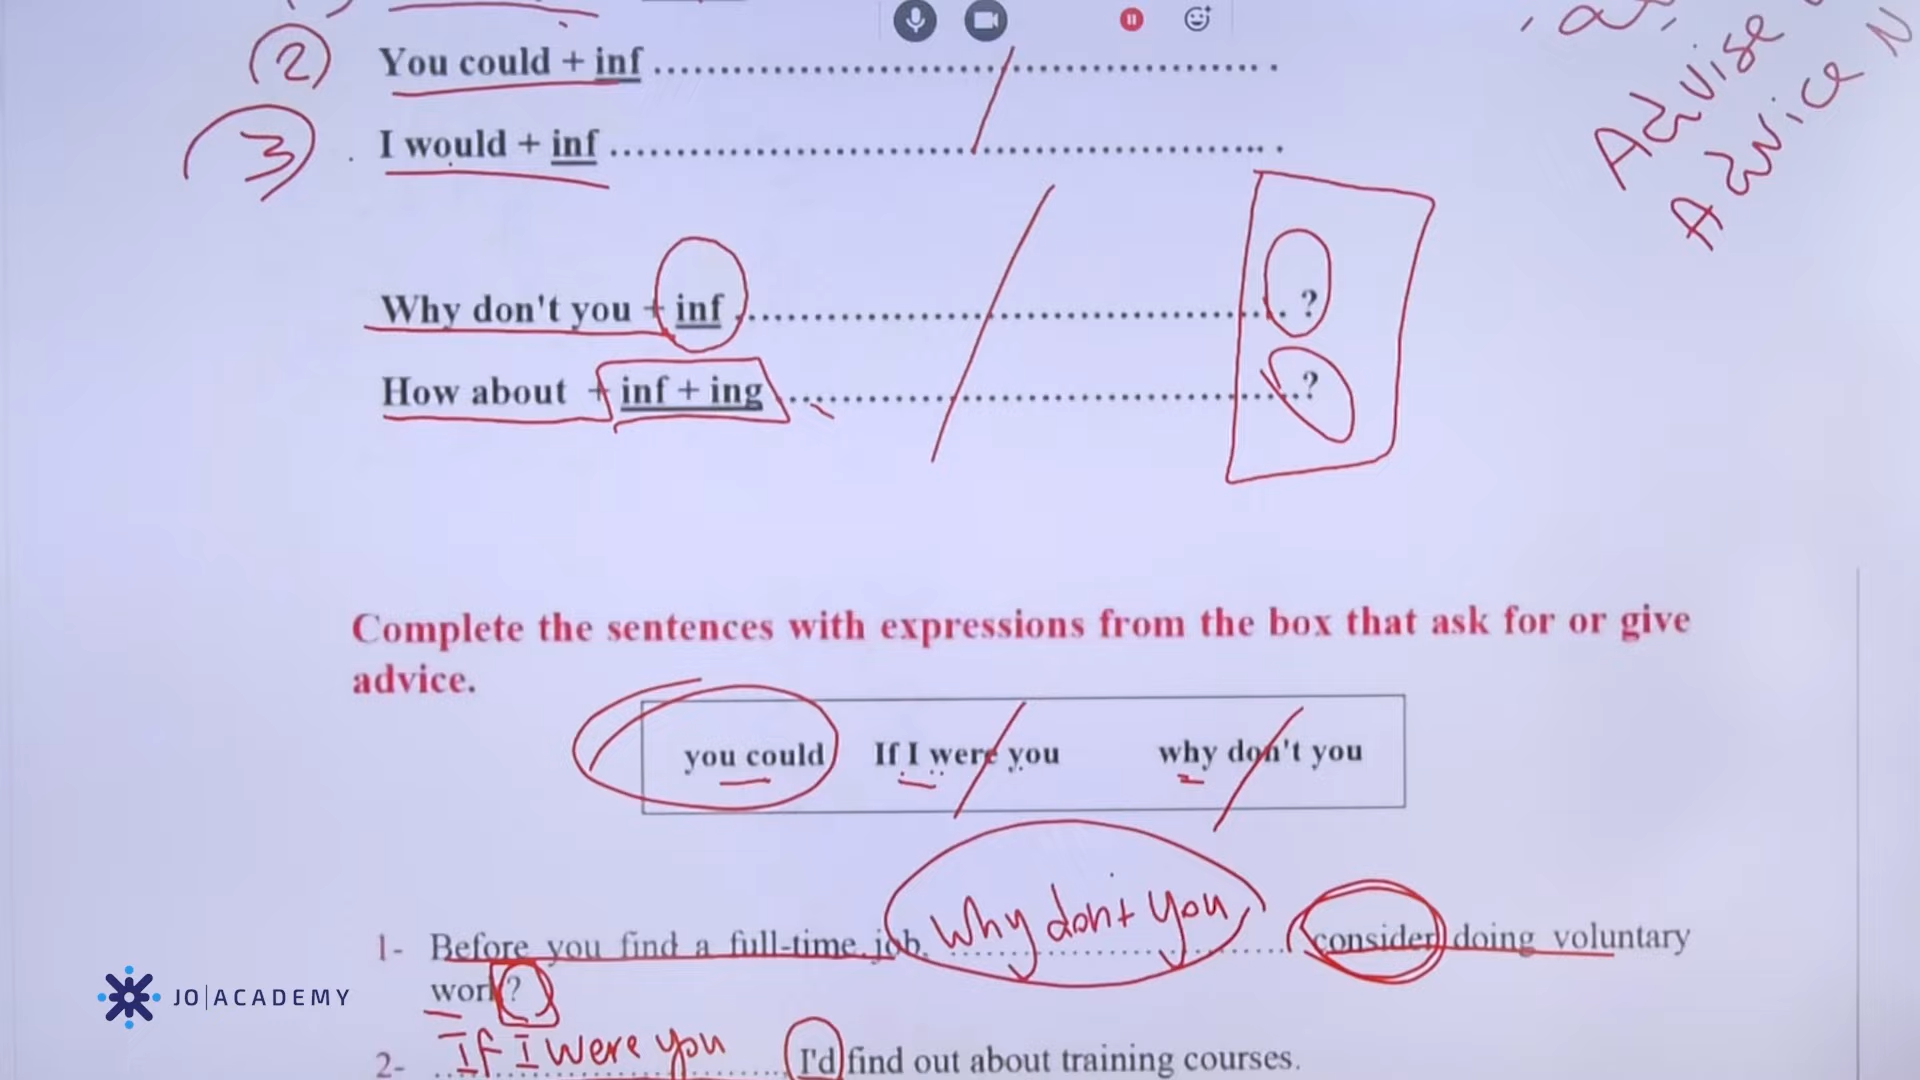 ② You could + inf .......................................................... .
③ . I would + inf .......................................................... .
Advise
Advice N
Why don't you + inf .......................................................... ?
How about + inf + ing .......................................................... ?
Complete the sentences with expressions from the box that ask for or give
advice.
you could If I were you why don't you
1- Before you find a full-time job, Why don't you consider doing voluntary
work?
2- If I were you I'd find out about training courses.
JO|ACADEMY